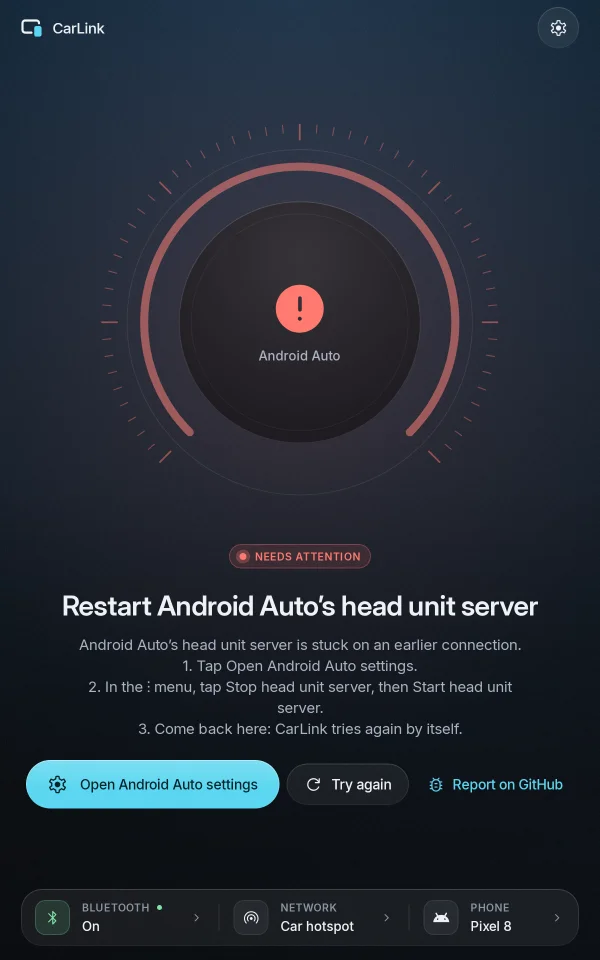 CarLink
Android Auto
NEEDS ATTENTION
Restart Android Auto’s head unit server
Android Auto’s head unit server is stuck on an earlier connection.
1. Tap Open Android Auto settings.
2. In the ⋮ menu, tap Stop head unit server, then Start head unit
server.
3. Come back here: CarLink tries again by itself.
Open Android Auto settings
Try again
Report on GitHub
BLUETOOTH
On
NETWORK
Car hotspot
PHONE
Pixel 8